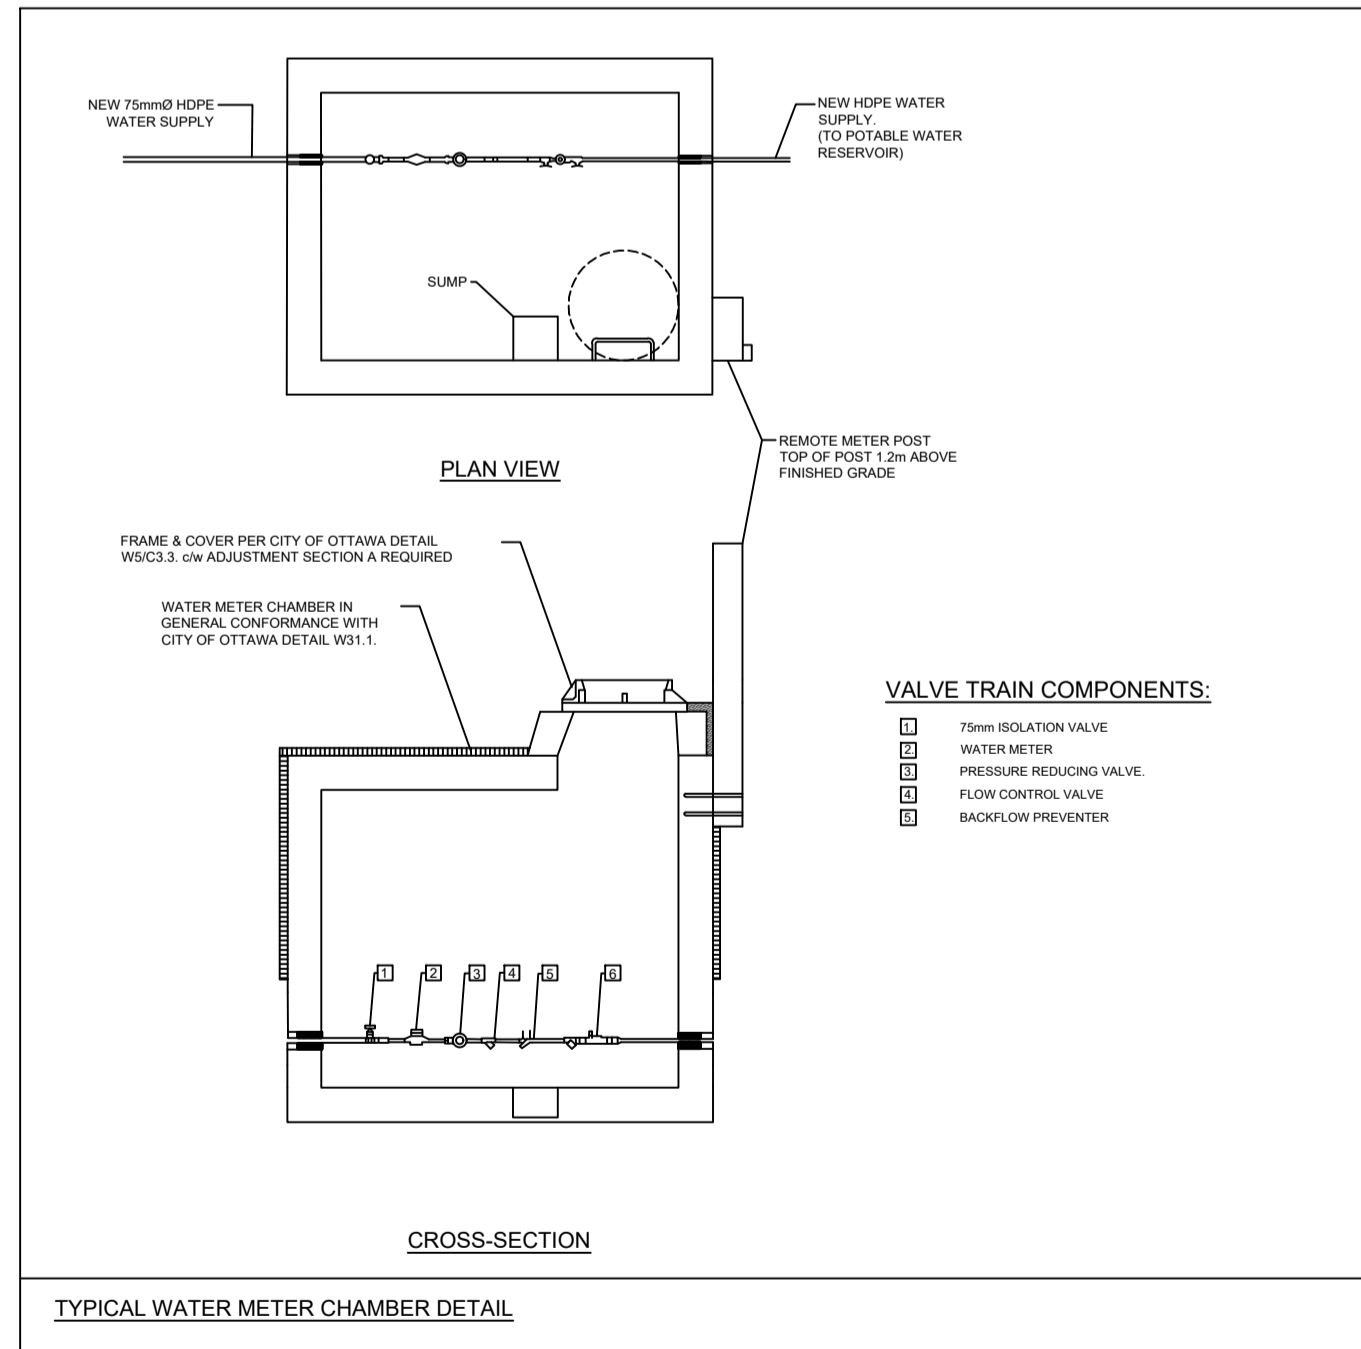 NEW 75mmØ HDPE
WATER SUPPLY
NEW HDPE WATER
SUPPLY.
(TO POTABLE WATER
RESERVOIR)
SUMP
REMOTE METER POST
TOP OF POST 1.2m ABOVE
FINISHED GRADE
PLAN VIEW
FRAME & COVER PER CITY OF OTTAWA DETAIL
W5/C3.3. c/w ADJUSTMENT SECTION A REQUIRED
WATER METER CHAMBER IN
GENERAL CONFORMANCE WITH
CITY OF OTTAWA DETAIL W31.1.
VALVE TRAIN COMPONENTS:
1. 75mm ISOLATION VALVE
2. WATER METER
3. PRESSURE REDUCING VALVE.
4. FLOW CONTROL VALVE
5. BACKFLOW PREVENTER
1 2 3 4 5 6
CROSS-SECTION
TYPICAL WATER METER CHAMBER DETAIL